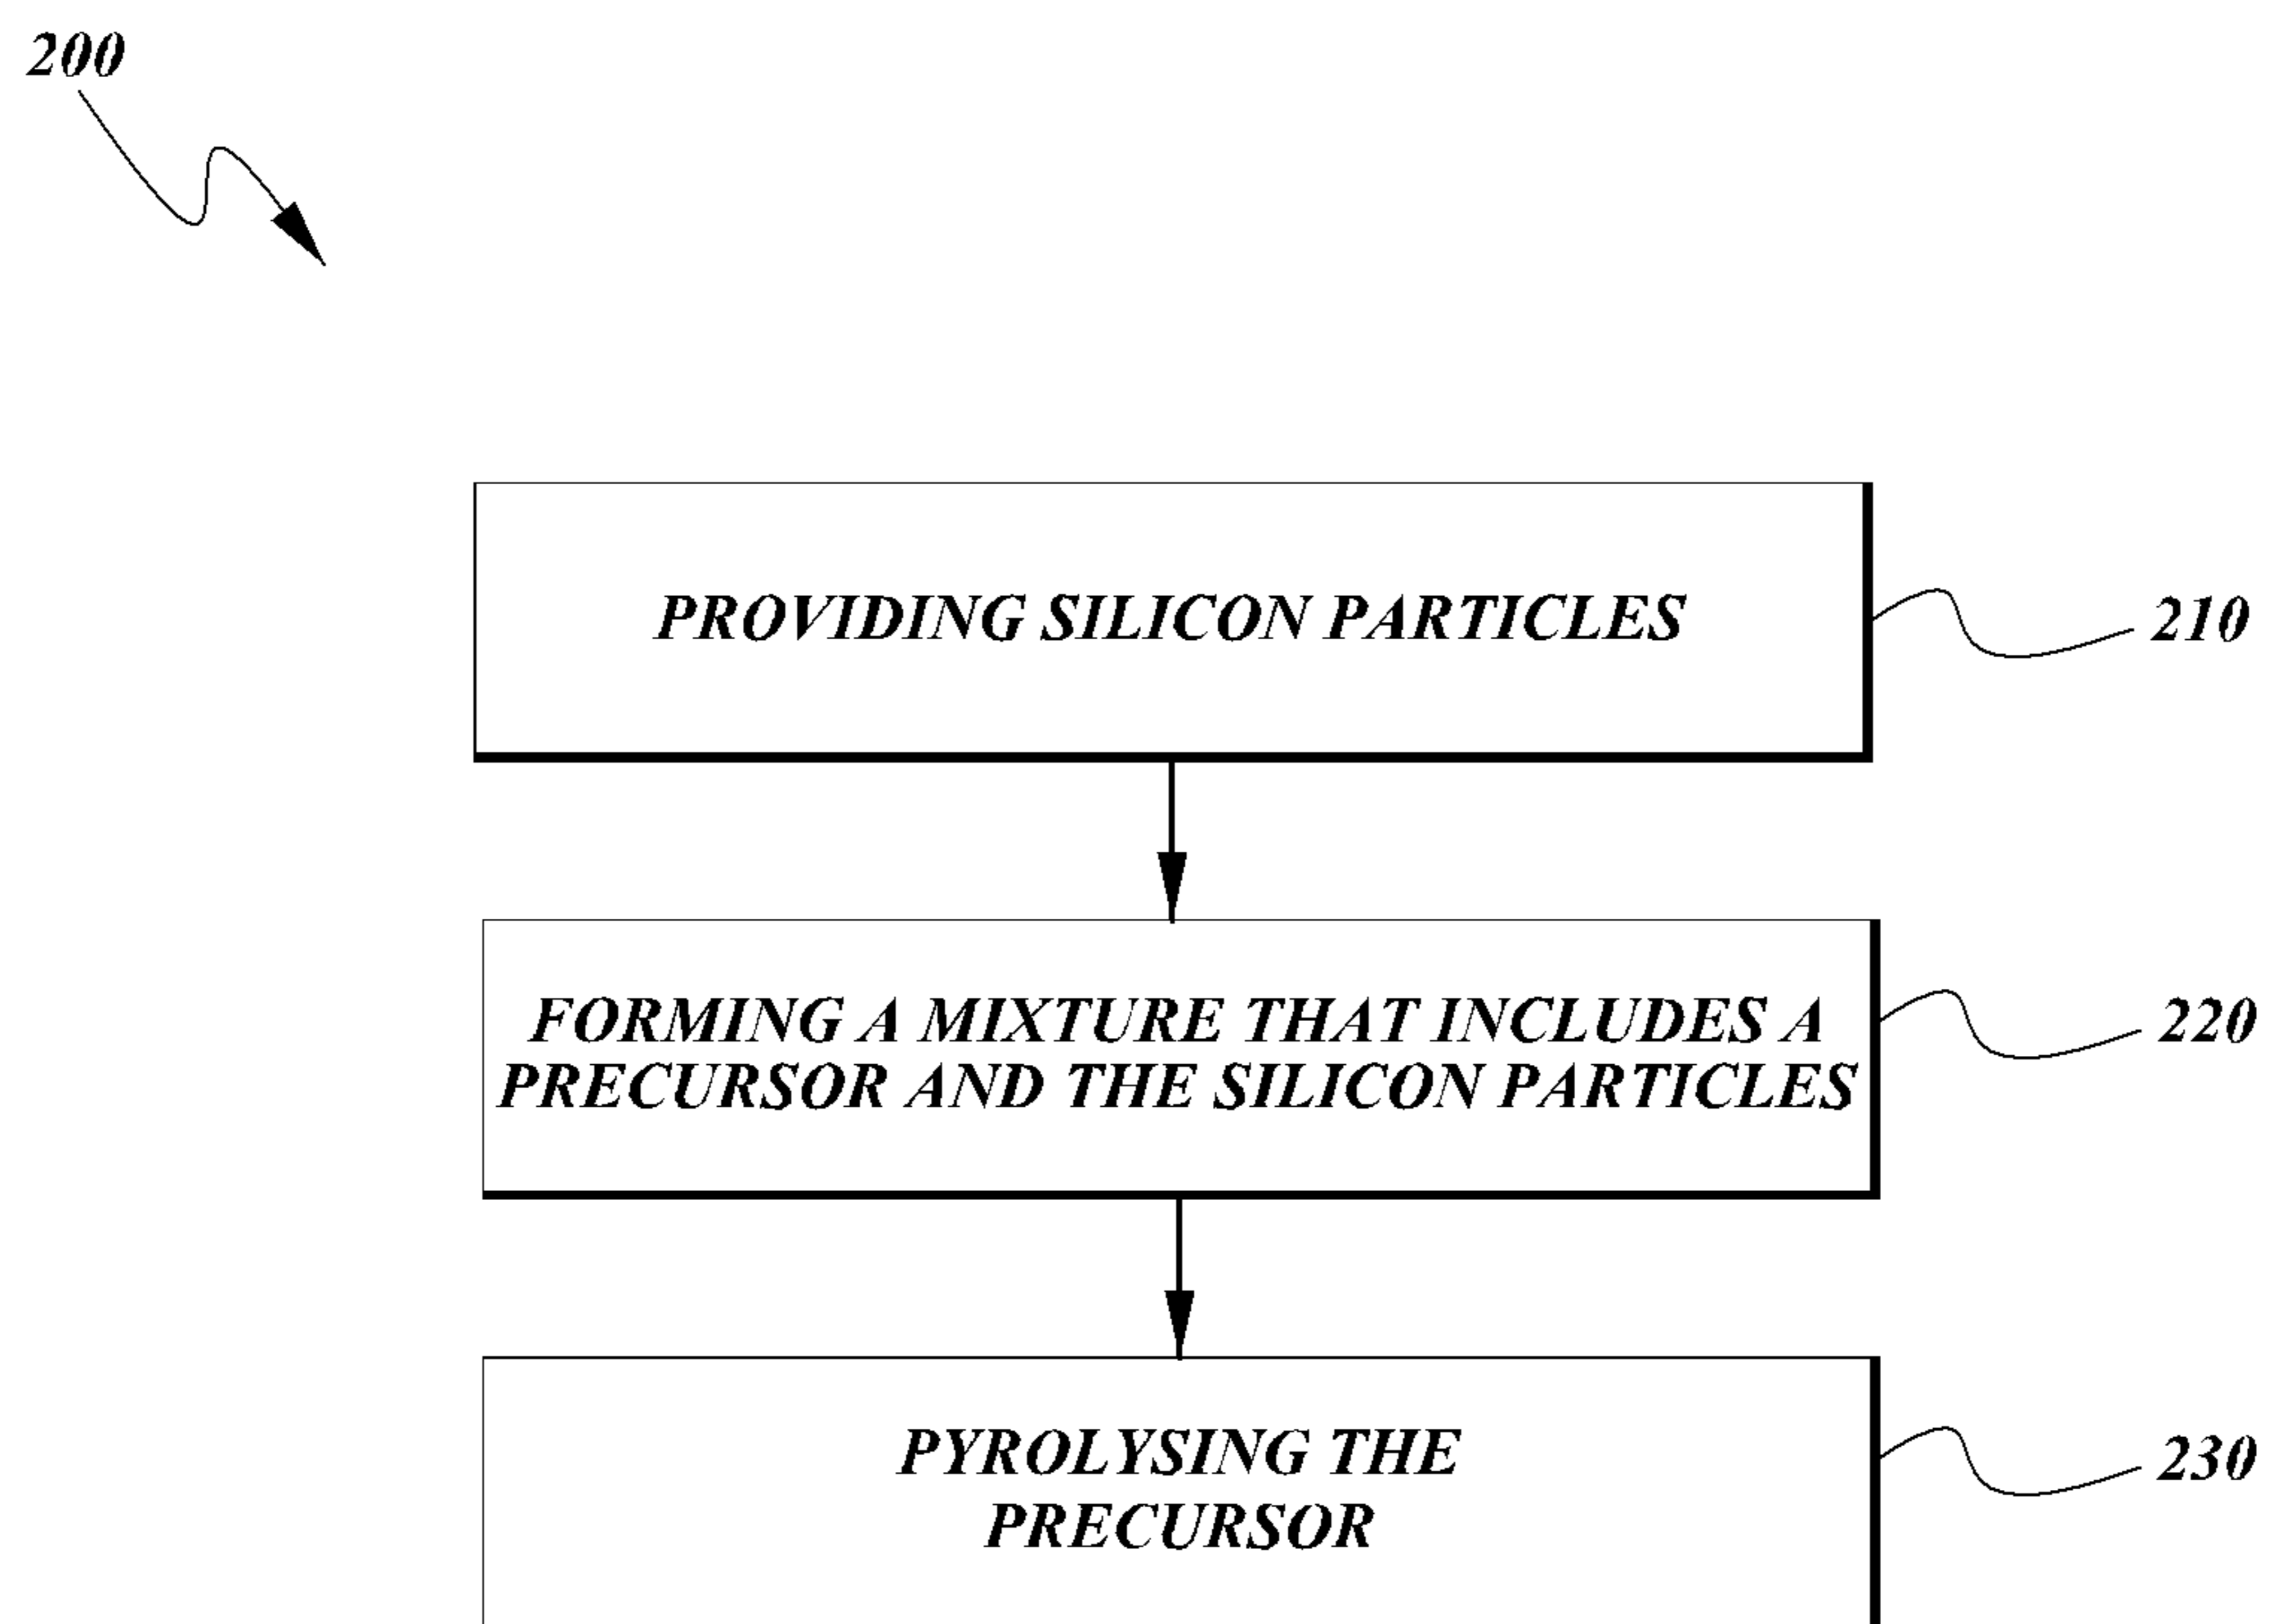 200
PROVIDING SILICON PARTICLES
210
FORMING A MIXTURE THAT INCLUDES A
PRECURSOR AND THE SILICON PARTICLES
220
PYROLYSING THE
PRECURSOR
230